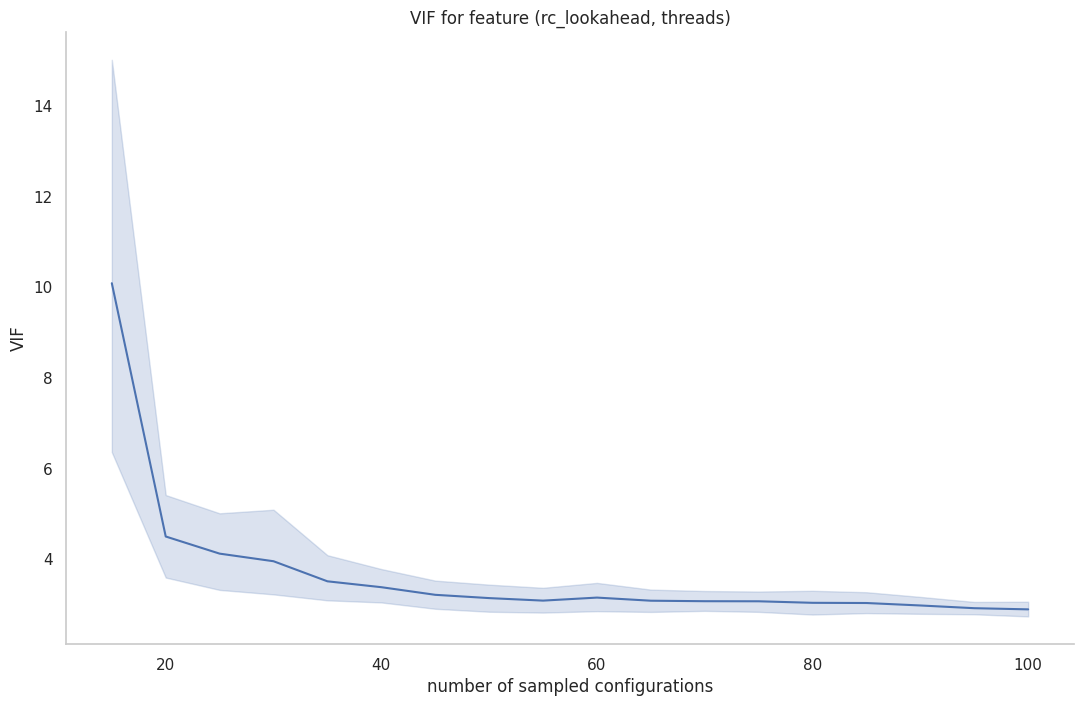 VIF for feature (rc_lookahead, threads)
VIF
14
12
10
8
6
4
20 40 60 80 100
number of sampled configurations